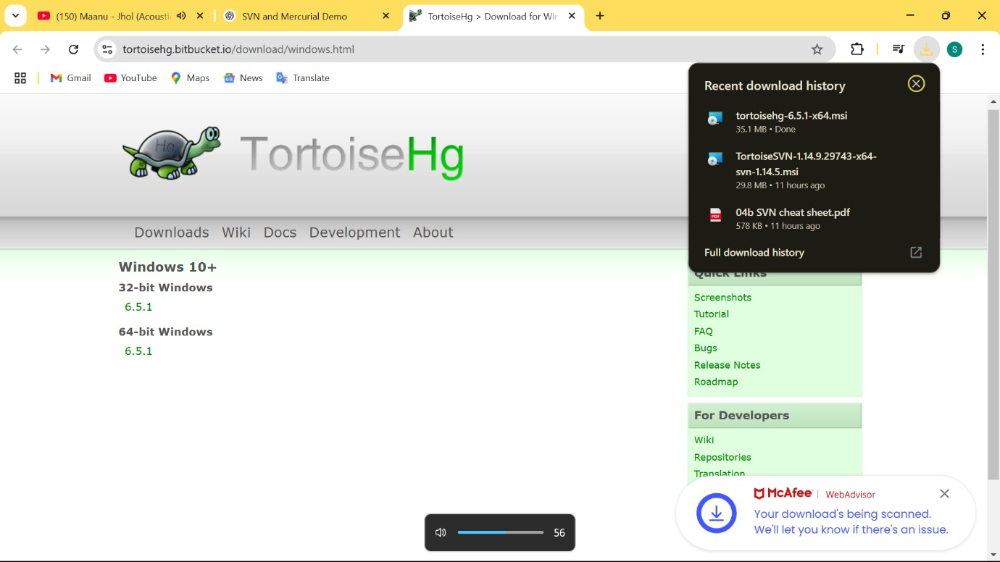 (150) Maanu - Jhol (Acousti
SVN and Mercurial Demo
TortoiseHg > Download for Win
tortoisehg.bitbucket.io/download/windows.html
S
Gmail
YouTube
Maps
News
Translate
Recent download history
tortoisehg-6.5.1-x64.msi
35.1 MB • Done
TortoiseSVN-1.14.9.29743-x64-
svn-1.14.5.msi
29.8 MB • 11 hours ago
PDF
04b SVN cheat sheet.pdf
578 KB • 11 hours ago
Full download history
Hg
TortoiseHg
Downloads Wiki Docs Development About
Windows 10+
32-bit Windows
6.5.1
64-bit Windows
6.5.1
Quick Links
Screenshots
Tutorial
FAQ
Bugs
Release Notes
Roadmap
For Developers
Wiki
Repositories
Translation
McAfee | WebAdvisor
Your download's being scanned.
We'll let you know if there's an issue.
56